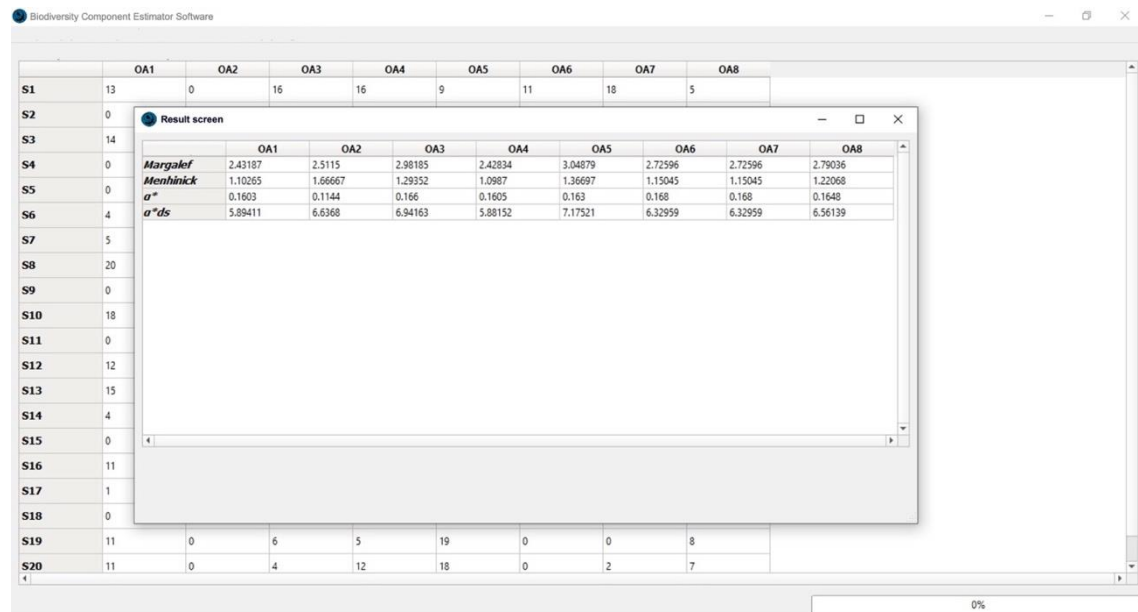 Biodiversity Component Estimator Software
OA1 OA2 OA3 OA4 OA5 OA6 OA7 OA8
S1 13 0 16 16 9 11 18 5
S2 0
Result screen
S3 14
OA1 OA2 OA3 OA4 OA5 OA6 OA7 OA8
S4 0
Margalef 2.43187 2.5115 2.98185 2.42834 3.04879 2.72596 2.72596 2.79036
Menhinick 1.10265 1.66667 1.29352 1.0987 1.36697 1.15045 1.15045 1.22068
S5 0
α* 0.1603 0.1144 0.166 0.1605 0.163 0.168 0.168 0.1648
α*ds 5.89411 6.6368 6.94163 5.88152 7.17521 6.32959 6.32959 6.56139
S6 4
S7 5
S8 20
S9 0
S10 18
S11 0
S12 12
S13 15
S14 4
S15 0
S16 11
S17 1
S18 0
S19 11 0 6 5 19 0 0 8
S20 11 0 4 12 18 0 2 7
0%